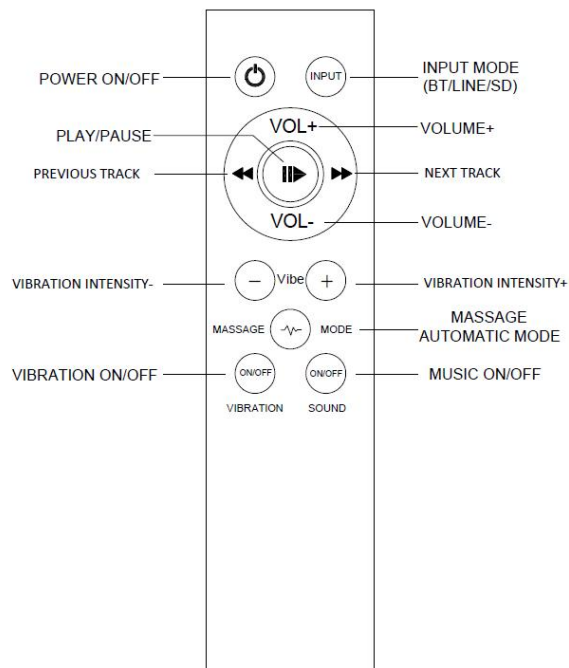 POWER ON/OFF
INPUT
INPUT MODE
(BT/LINE/SD)
PLAY/PAUSE
VOL+
VOLUME+
PREVIOUS TRACK
NEXT TRACK
VOL-
VOLUME-
VIBRATION INTENSITY-
Vibe
VIBRATION INTENSITY+
MASSAGE
MODE
MASSAGE
AUTOMATIC MODE
VIBRATION ON/OFF
ON/OFF
ON/OFF
MUSIC ON/OFF
VIBRATION
SOUND